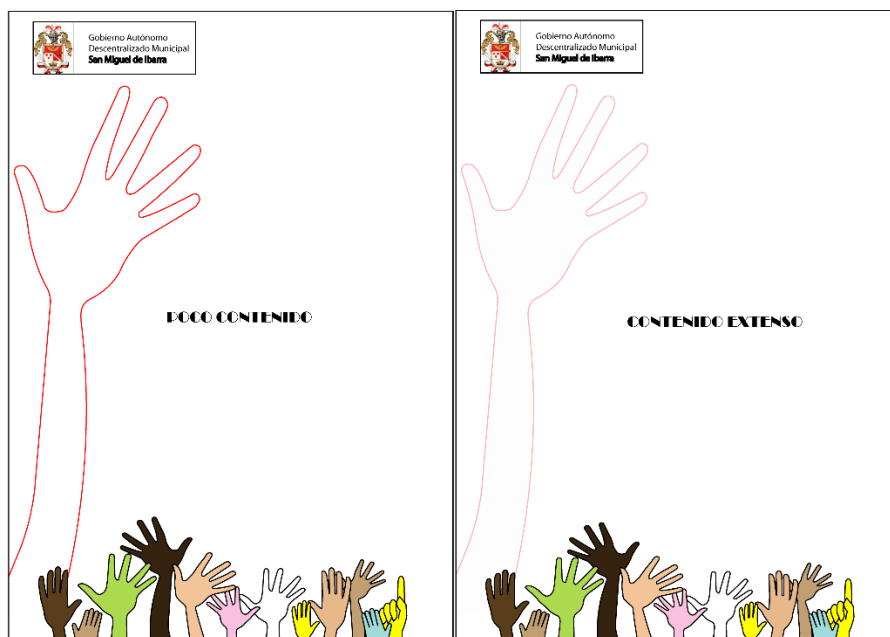 Gobierno Autónomo
Descentralizado Municipal
San Miguel de Ibarra
POCO CONTENIDO
Gobierno Autónomo
Descentralizado Municipal
San Miguel de Ibarra
CONTENIDO EXTENSO